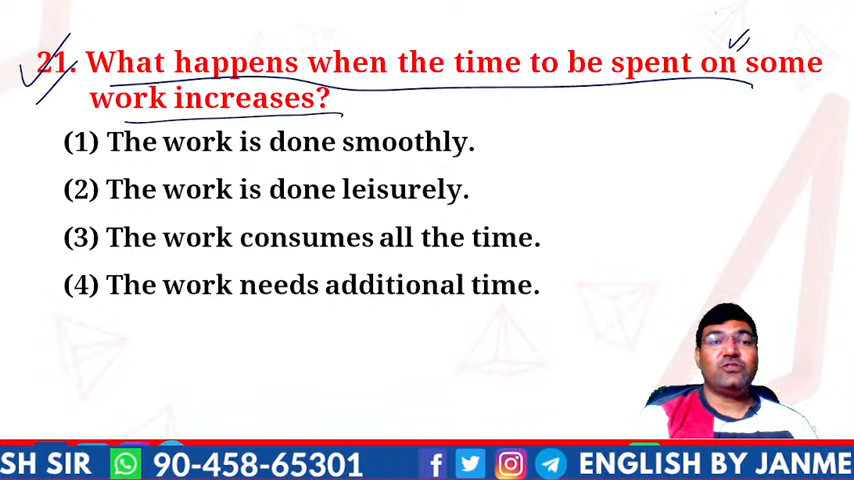 21. What happens when the time to be spent on some
work increases?
(1) The work is done smoothly.
(2) The work is done leisurely.
(3) The work consumes all the time.
(4) The work needs additional time.
SH SIR 90-458-65301 ENGLISH BY JANME